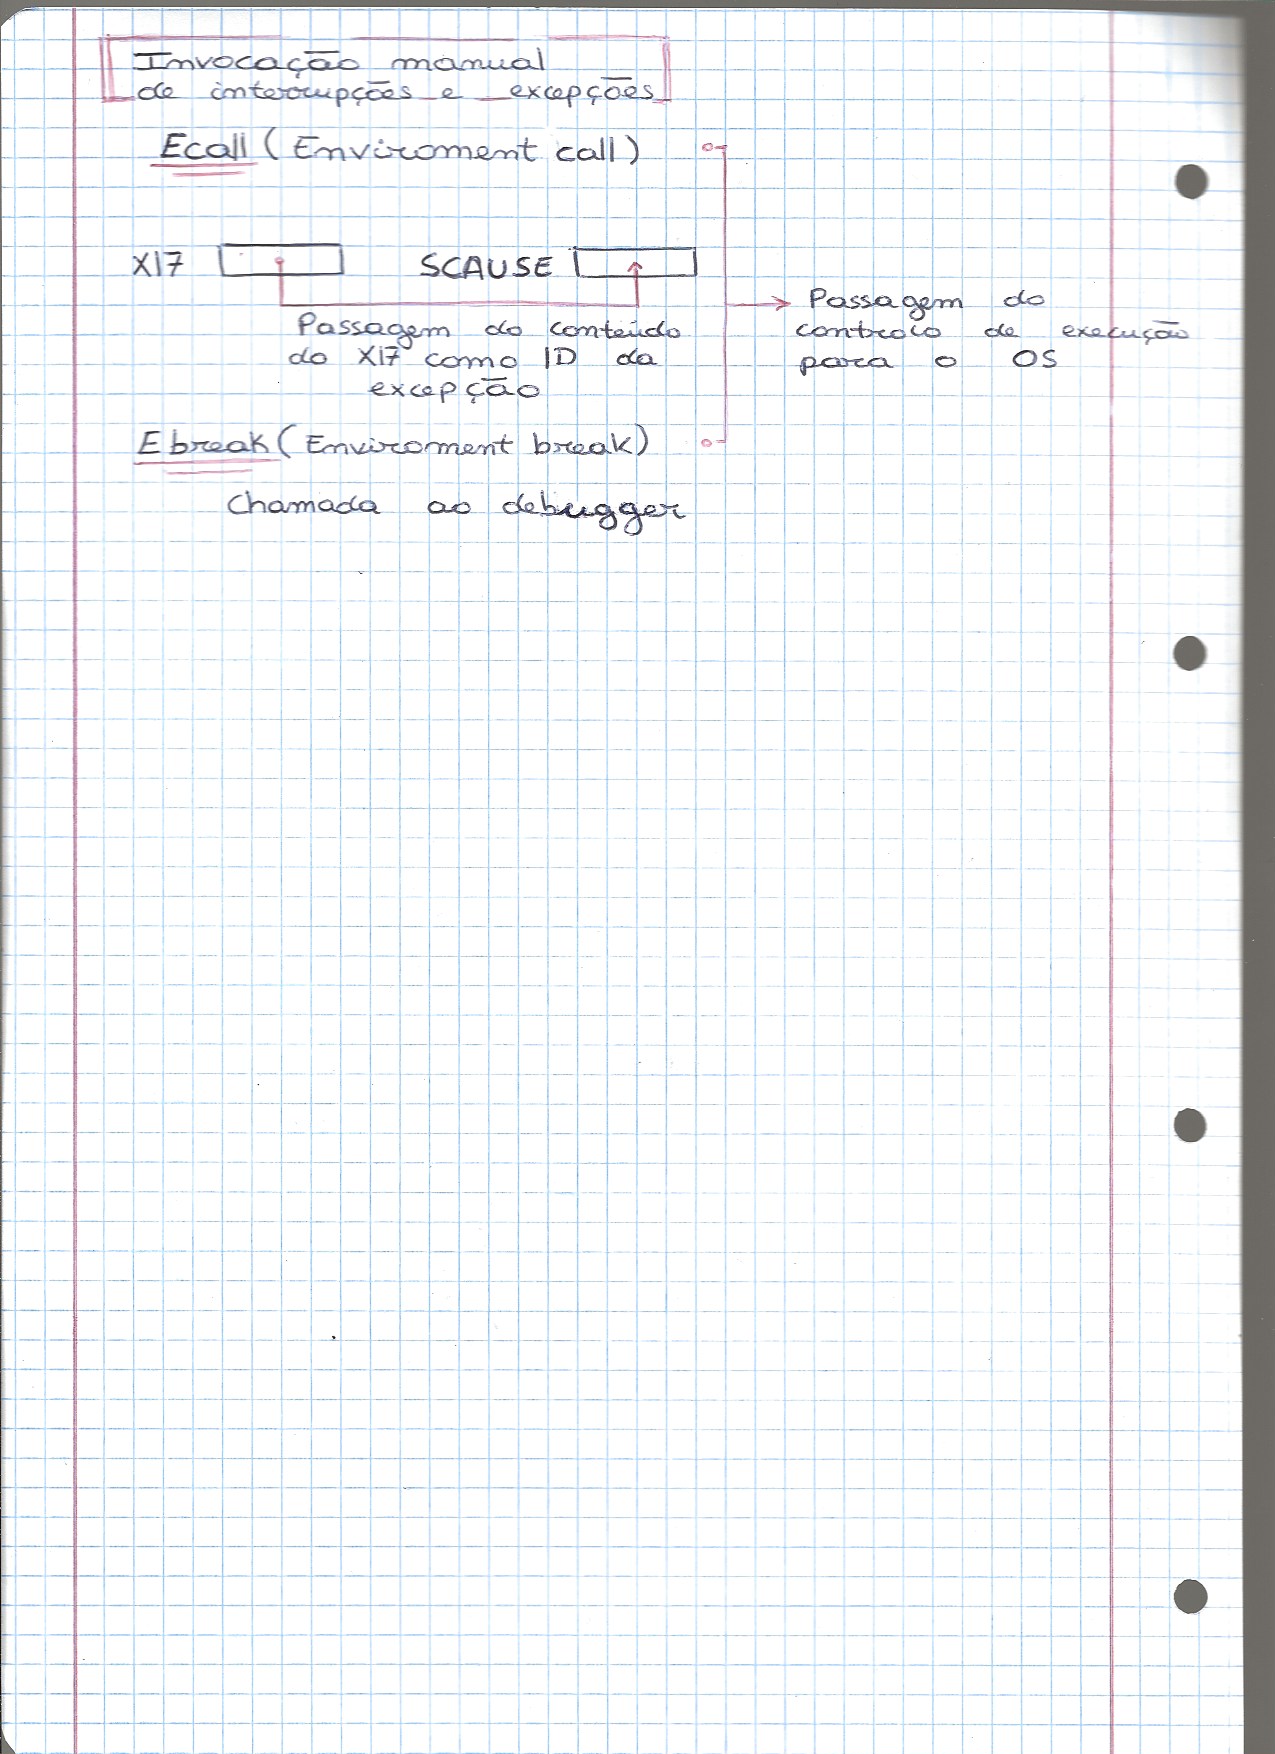 Invocação manual
de interrupções e excepções
Ecall (Enviroment call)
X17 SCAUSE
Passagem do conteúdo
do X17 como ID da
excepção
Passagem do
controlo de execução
para o OS
Ebreak (Enviroment break)
Chamada ao debugger